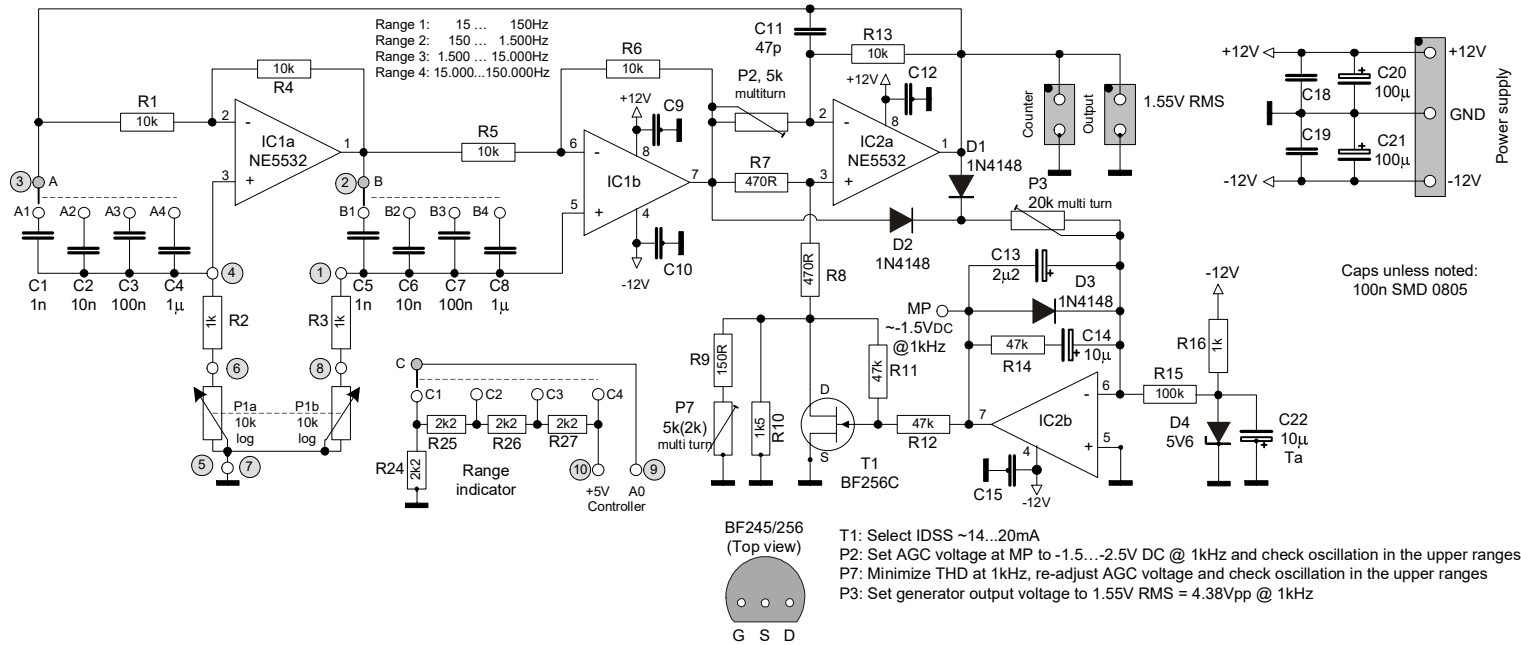 Range 1: 15 ... 150Hz
Range 2: 150 ... 1.500Hz
Range 3: 1.500 ... 15.000Hz
Range 4: 15.000...150.000Hz
R1
10k
10k
R4
2
3
1
IC1a
NE5532
-
+
R5
10k
R6
10k
6
5
7
8
4
IC1b
-
+
+12V
C9
C10
-12V
P2, 5k
multiturn
C11
47p
R13
10k
+12V
C12
8
2
3
1
IC2a
NE5532
-
+
R7
470R
470R
R8
D1
1N4148
D2
1N4148
P3
20k multi turn
Counter
Output
1.55V RMS
+12V
C18
C19
-12V
C20
100µ
C21
100µ
+
+
+12V
GND
-12V
Power supply
Caps unless noted:
100n SMD 0805
3 A
A1 A2 A3 A4
C1
1n
C2
10n
C3
100n
C4
1µ
4
2 B
B1 B2 B3 B4
1
C5
1n
C6
10n
C7
100n
C8
1µ
1k
R2
R3
1k
6
8
P1a
10k
log
P1b
10k
log
5
7
C
C1
C2
C3
C4
2k2
R25
2k2
R26
2k2
R27
R24
2k2
Range
indicator
10
+5V
A0
9
Controller
C13
2µ2
+
MP
~-1.5VDC
@1kHz
D3
1N4148
47k
R14
C14
10µ
+
R9
150R
P7
5k(2k)
multi turn
1k5
R10
47k
R11
D
S
T1
BF256C
47k
R12
7
6
5
4
IC2b
-
+
C15
-12V
R15
100k
-12V
R16
1k
D4
5V6
C22
10µ
Ta
+
BF245/256
(Top view)
G S D
T1: Select IDSS ~14...20mA
P2: Set AGC voltage at MP to -1.5...-2.5V DC @ 1kHz and check oscillation in the upper ranges
P7: Minimize THD at 1kHz, re-adjust AGC voltage and check oscillation in the upper ranges
P3: Set generator output voltage to 1.55V RMS = 4.38Vpp @ 1kHz